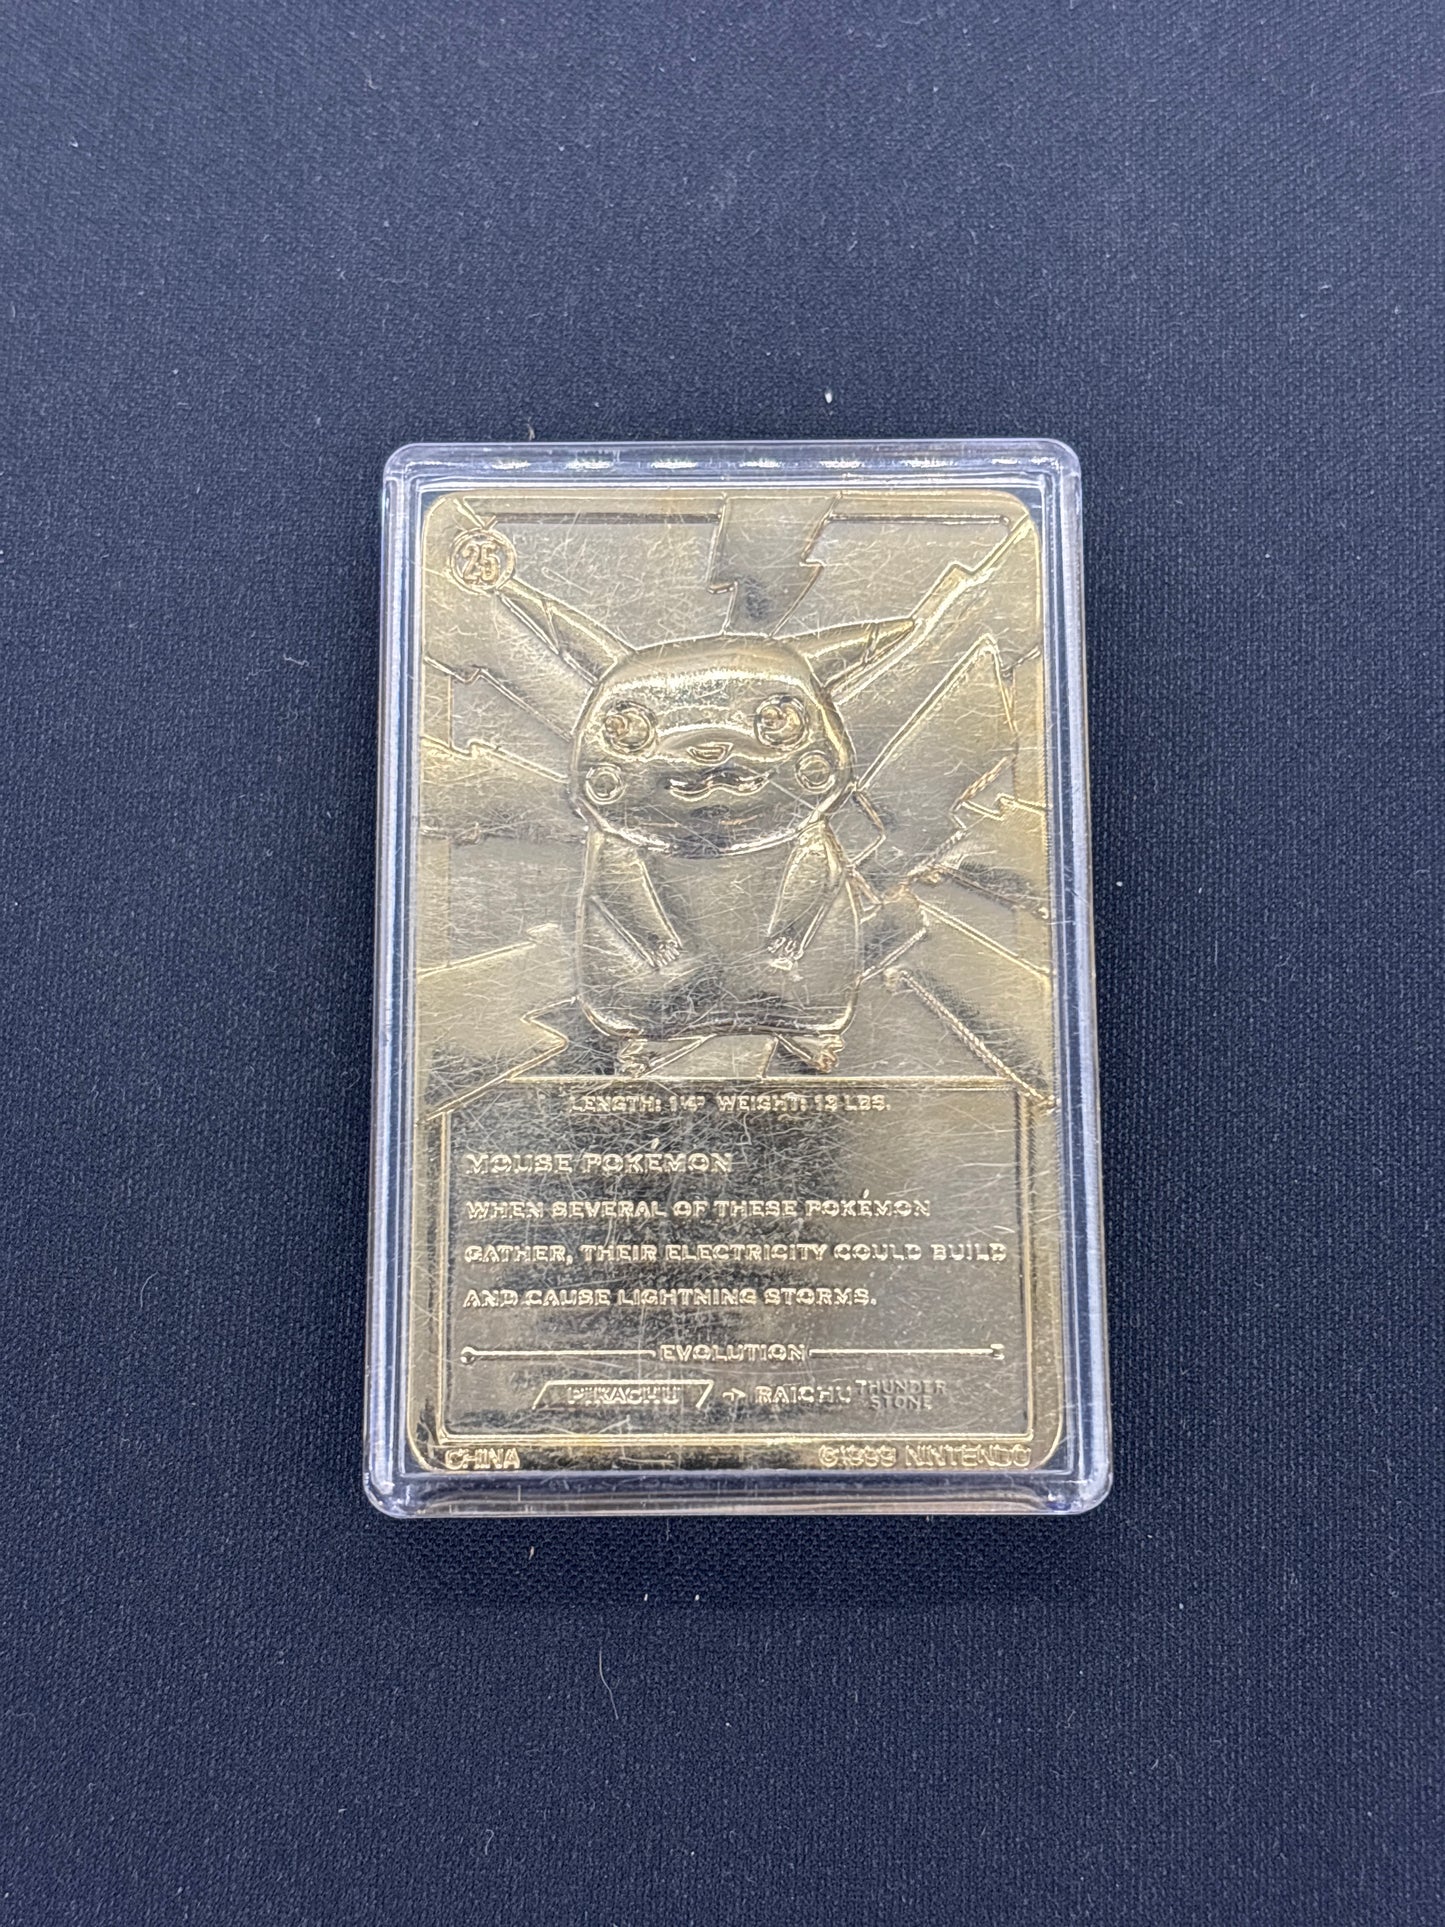 25
LENGTH: 1'4" WEIGHT: 13 LBS.
MOUSE POKÉMON
WHEN SEVERAL OF THESE POKÉMON
GATHER, THEIR ELECTRICITY COULD BUILD
AND CAUSE LIGHTNING STORMS.
EVOLUTION
PIKACHU → RAICHU THUNDER
STONE
CHINA ©1999 NINTENDO